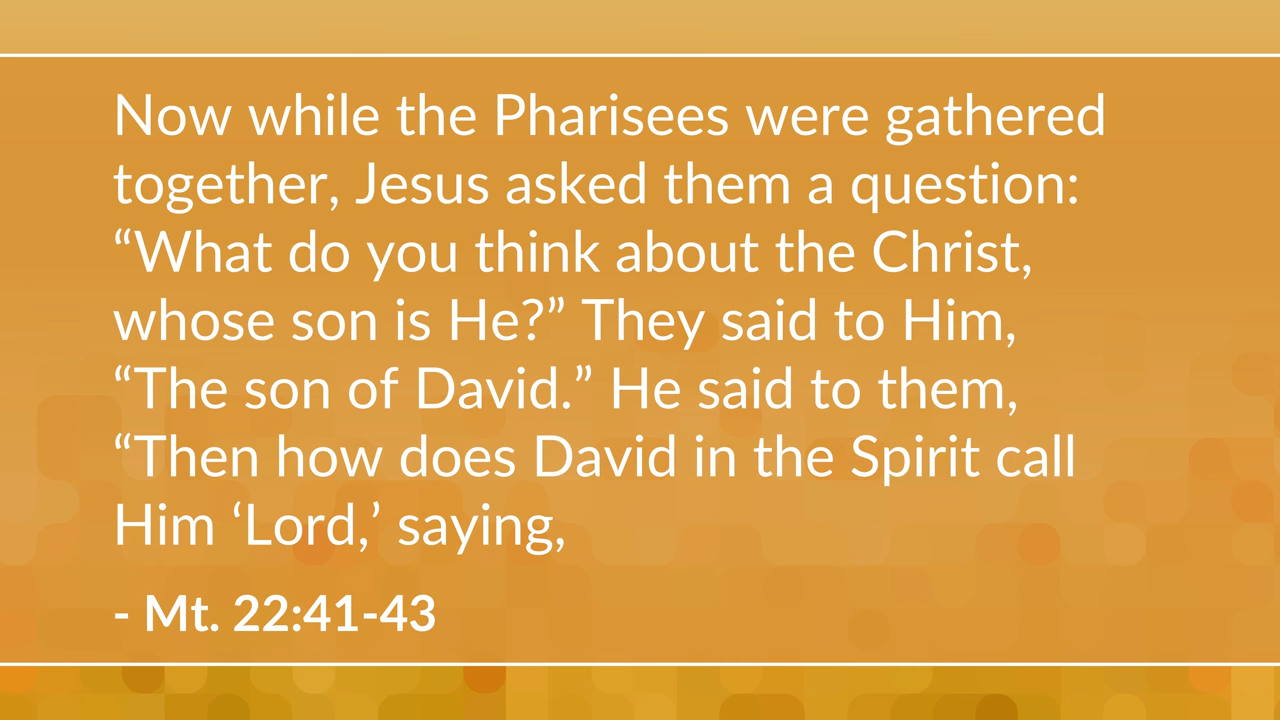 Now while the Pharisees were gathered
together, Jesus asked them a question:
“What do you think about the Christ,
whose son is He?” They said to Him,
“The son of David.” He said to them,
“Then how does David in the Spirit call
Him ‘Lord,’ saying,
- Mt. 22:41-43